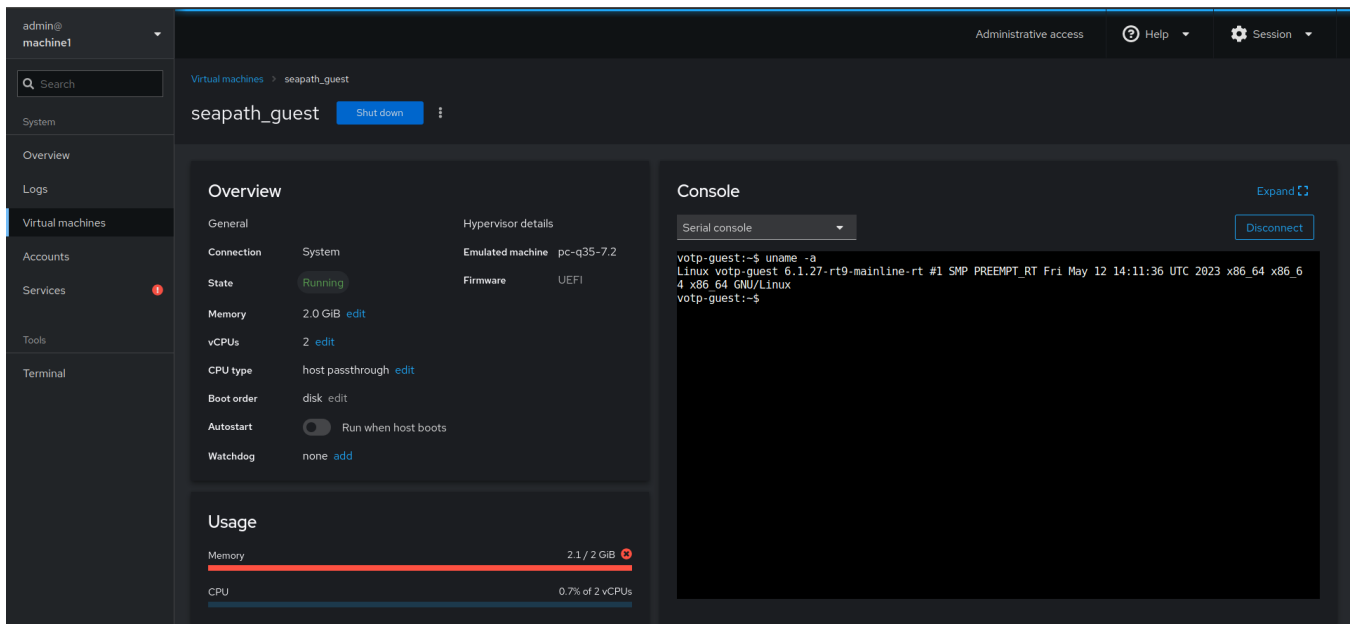 admin@
machine1
Administrative access
Help
Session
Search
System
Overview
Logs
Virtual machines
Accounts
Services
Tools
Terminal
Virtual machines > seapath_guest
seapath_guest
Shut down
Overview
General
Connection System
State Running
Memory 2.0 GiB edit
vCPUs 2 edit
CPU type host passthrough edit
Boot order disk edit
Autostart Run when host boots
Watchdog none add
Hypervisor details
Emulated machine pc-q35-7.2
Firmware UEFI
Usage
Memory 2.1 / 2 GiB
CPU 0.7% of 2 vCPUs
Console
Expand
Serial console
Disconnect
votp-guest:~$ uname -a
Linux votp-guest 6.1.27-rt9-mainline-rt #1 SMP PREEMPT_RT Fri May 12 14:11:36 UTC 2023 x86_64 x86_6
4 x86_64 GNU/Linux
votp-guest:~$